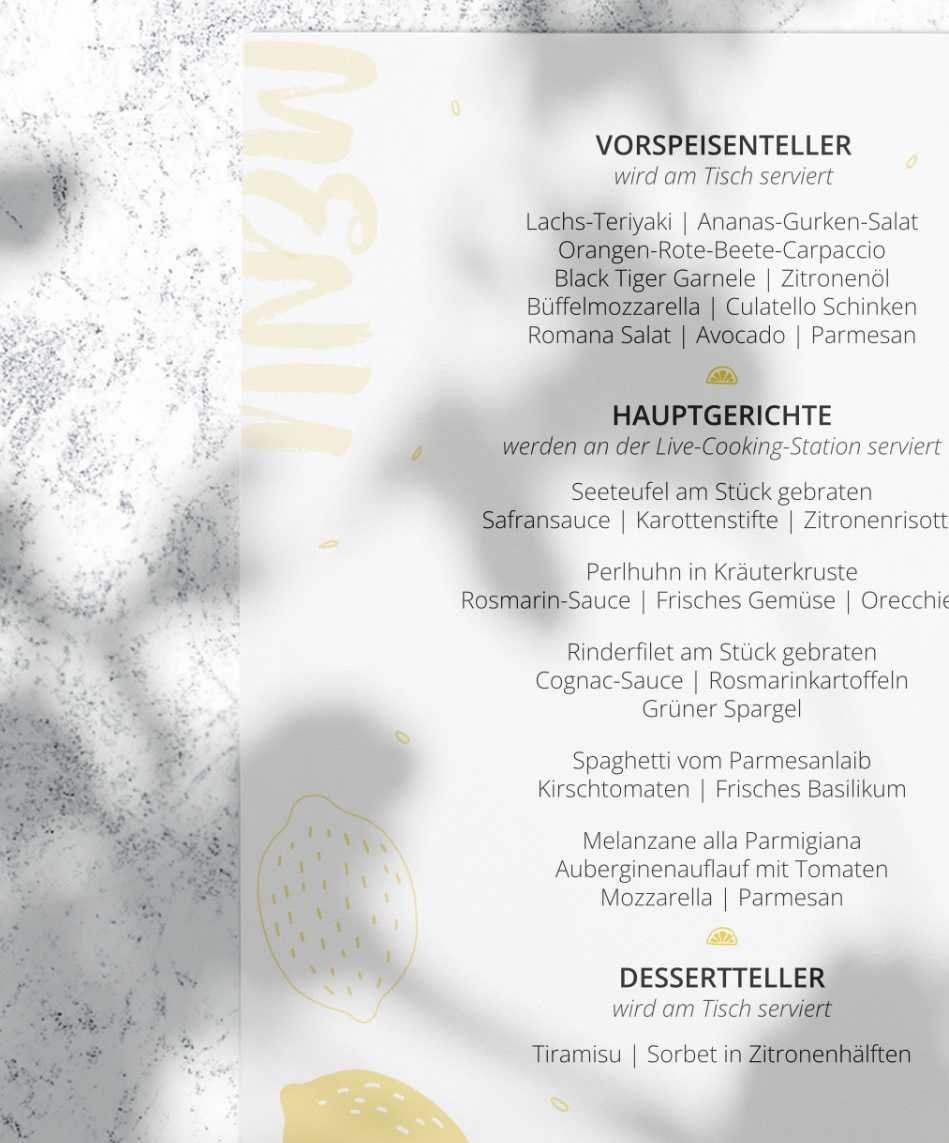 MENÜ
VORSPEISENTELLER
wird am Tisch serviert
Lachs-Teriyaki | Ananas-Gurken-Salat
Orangen-Rote-Beete-Carpaccio
Black Tiger Garnele | Zitronenöl
Büffelmozzarella | Culatello Schinken
Romana Salat | Avocado | Parmesan
HAUPTGERICHTE
werden an der Live-Cooking-Station serviert
Seeteufel am Stück gebraten
Safransauce | Karottenstifte | Zitronenrisott
Perlhuhn in Kräuterkruste
Rosmarin-Sauce | Frisches Gemüse | Orecchie
Rinderfilet am Stück gebraten
Cognac-Sauce | Rosmarinkartoffeln
Grüner Spargel
Spaghetti vom Parmesanlaib
Kirschtomaten | Frisches Basilikum
Melanzane alla Parmigiana
Auberginenauflauf mit Tomaten
Mozzarella | Parmesan
DESSERTTELLER
wird am Tisch serviert
Tiramisu | Sorbet in Zitronenhälften